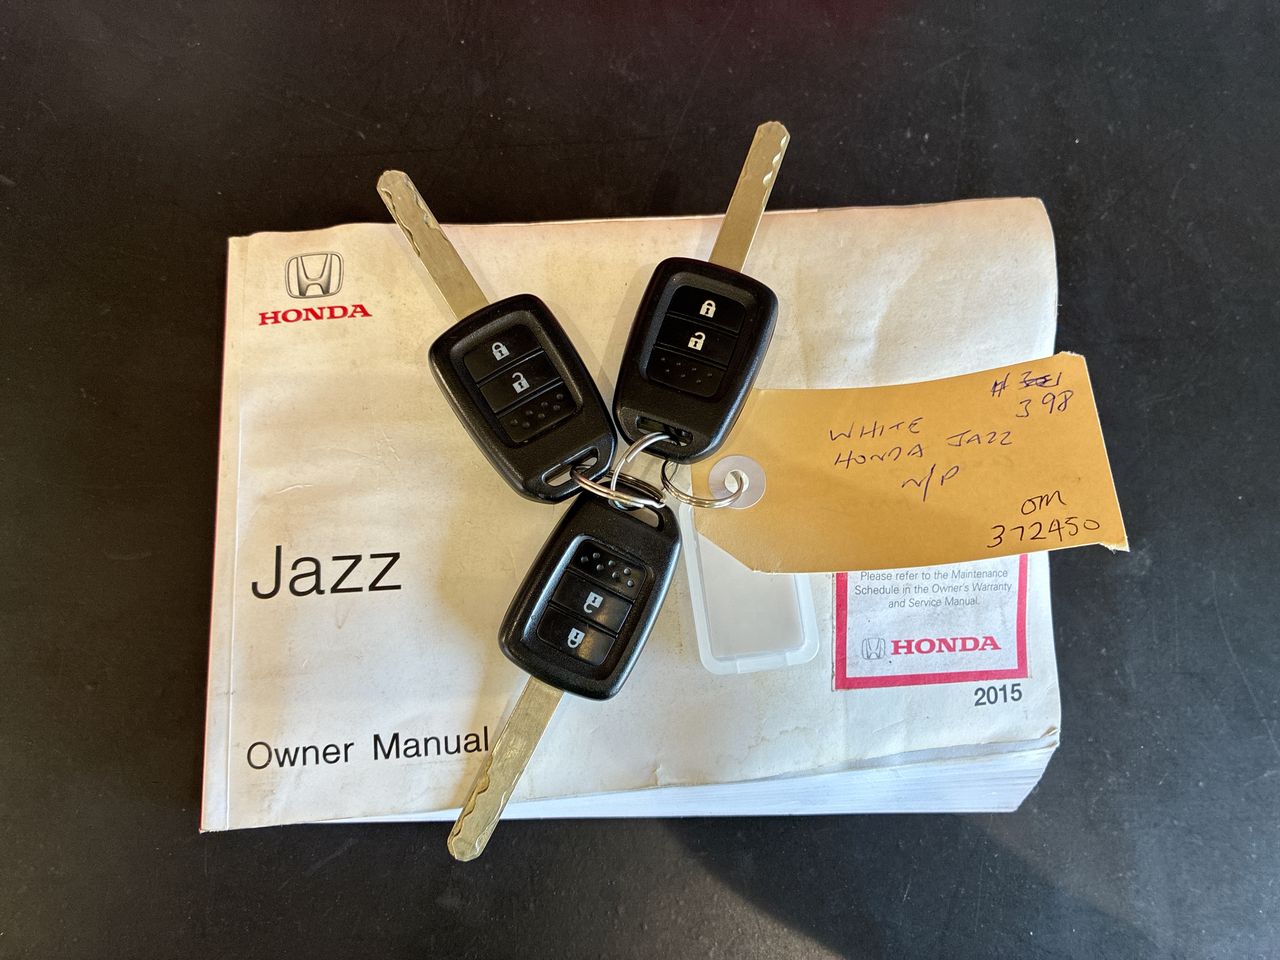 HONDA
Jazz
Owner Manual
#
398
WHITE
HONDA JAZZ
N/P
OM
372450
Please refer to the Maintenance
Schedule in the Owner's Warranty
and Service Manual.
HONDA
2015